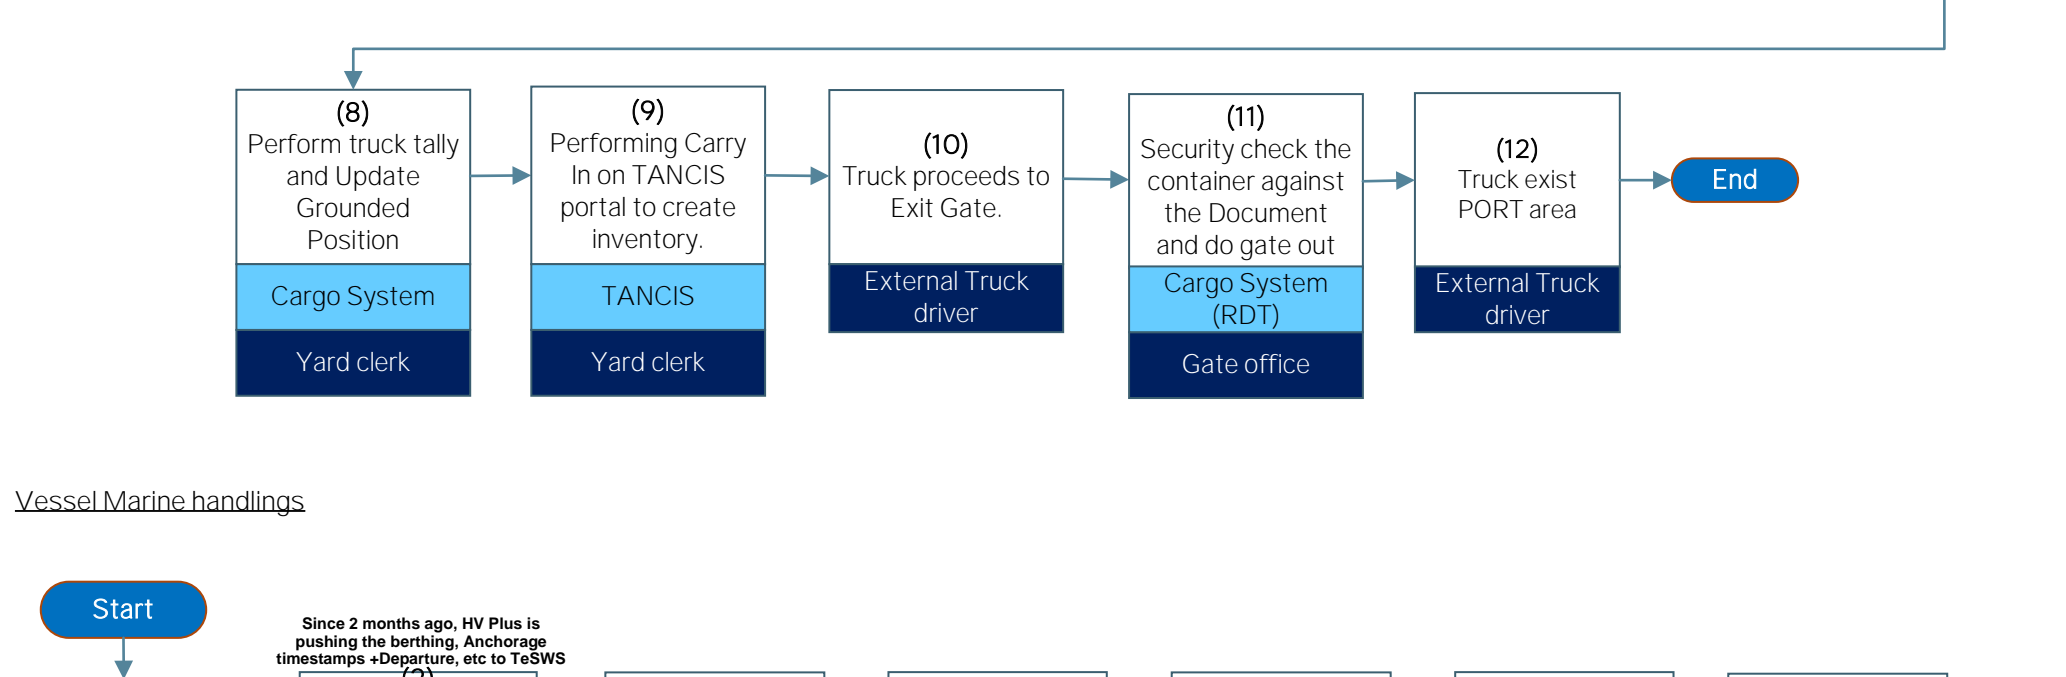 (8)
Perform truck tally
and Update
Grounded
Position
Cargo System
Yard clerk
(9)
Performing Carry
In on TANCIS
portal to create
inventory.
TANCIS
Yard clerk
(10)
Truck proceeds to
Exit Gate.
External Truck
driver
(11)
Security check the
container against
the Document
and do gate out
Cargo System
(RDT)
Gate office
(12)
Truck exist
PORT area
External Truck
driver
End
Vessel Marine handlings
Start
Since 2 months ago, HV Plus is
pushing the berthing, Anchorage
timestamps +Departure, etc to TeSWS